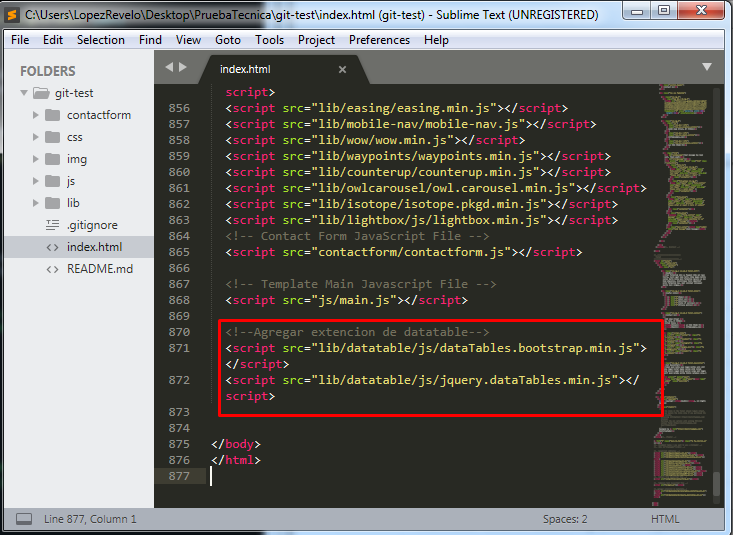 C:\Users\LopezRevelo\Desktop\PruebaTecnica\git-test\index.html (git-test) - Sublime Text (UNREGISTERED)
File Edit Selection Find View Goto Tools Project Preferences Help
FOLDERS
git-test
contactform
css
img
js
lib
.gitignore
index.html
README.md
index.html
script>
856 <script src="lib/easing/easing.min.js"></script>
857 <script src="lib/mobile-nav/mobile-nav.js"></script>
858 <script src="lib/wow/wow.min.js"></script>
859 <script src="lib/waypoints/waypoints.min.js"></script>
860 <script src="lib/counterup/counterup.min.js"></script>
861 <script src="lib/owlcarousel/owl.carousel.min.js"></script>
862 <script src="lib/isotope/isotope.pkgd.min.js"></script>
863 <script src="lib/lightbox/js/lightbox.min.js"></script>
864 <!-- Contact Form JavaScript File -->
865 <script src="contactform/contactform.js"></script>
866
867 <!-- Template Main Javascript File -->
868 <script src="js/main.js"></script>
869
870 <!--Agregar extencion de datatable-->
871 <script src="lib/datatable/js/dataTables.bootstrap.min.js">
</script>
872 <script src="lib/datatable/js/jquery.dataTables.min.js"></
script>
873
874
875 </body>
876 </html>
877
Line 877, Column 1 Spaces: 2 HTML